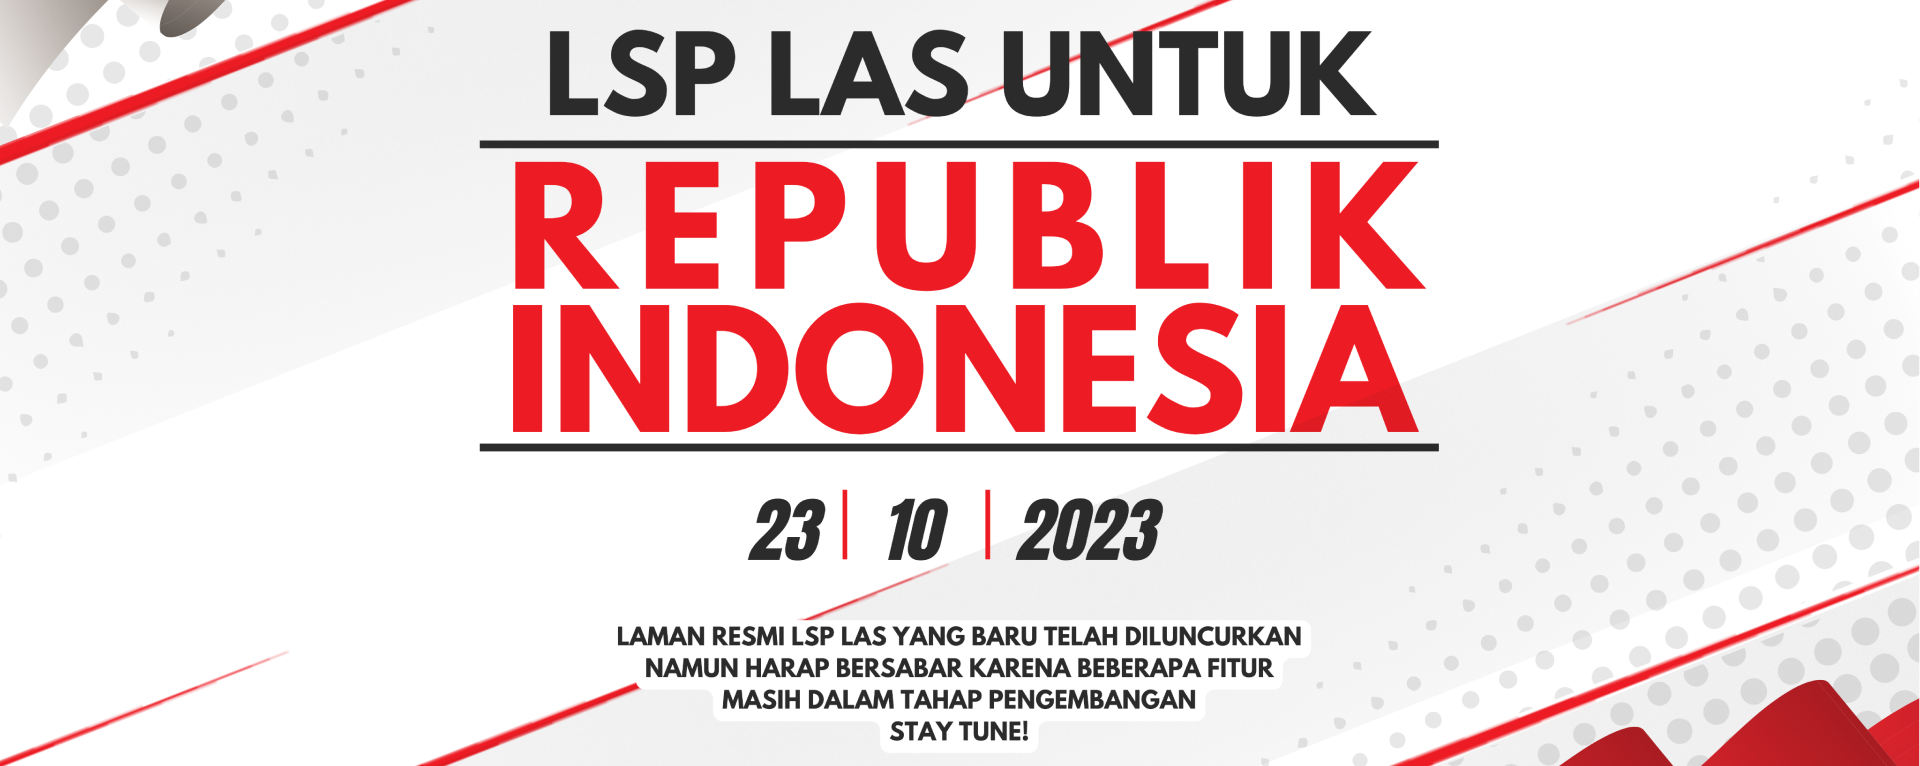 LSP LAS UNTUK
REPUBLIK
INDONESIA
23 | 10 | 2023
LAMAN RESMI LSP LAS YANG BARU TELAH DILUNCURKAN
NAMUN HARAP BERSABAR KARENA BEBERAPA FITUR
MASIH DALAM TAHAP PENGEMBANGAN
STAY TUNE!